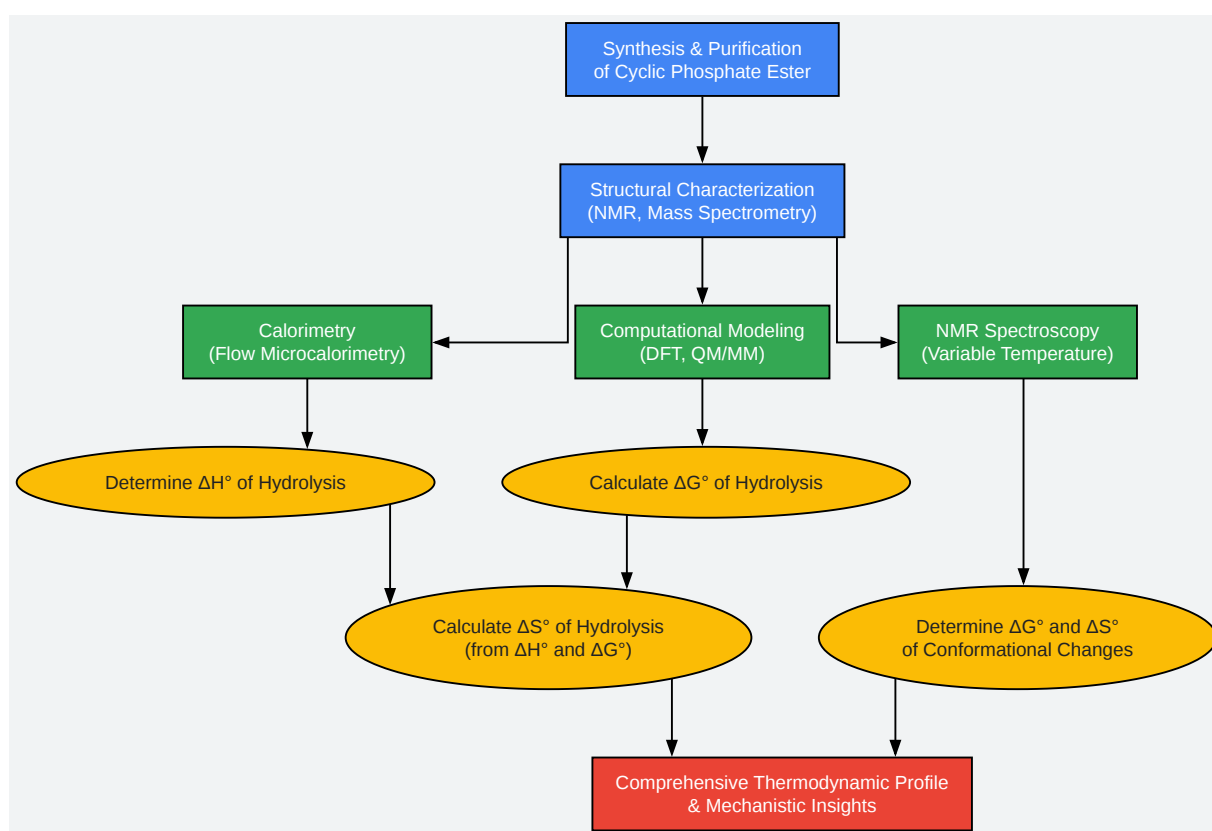 Synthesis & Purification
of Cyclic Phosphate Ester
Structural Characterization
(NMR, Mass Spectrometry)
Calorimetry
(Flow Microcalorimetry)
Computational Modeling
(DFT, QM/MM)
NMR Spectroscopy
(Variable Temperature)
Determine ΔH° of Hydrolysis
Calculate ΔG° of Hydrolysis
Calculate ΔS° of Hydrolysis
(from ΔH° and ΔG°)
Determine ΔG° and ΔS°
of Conformational Changes
Comprehensive Thermodynamic Profile
& Mechanistic Insights